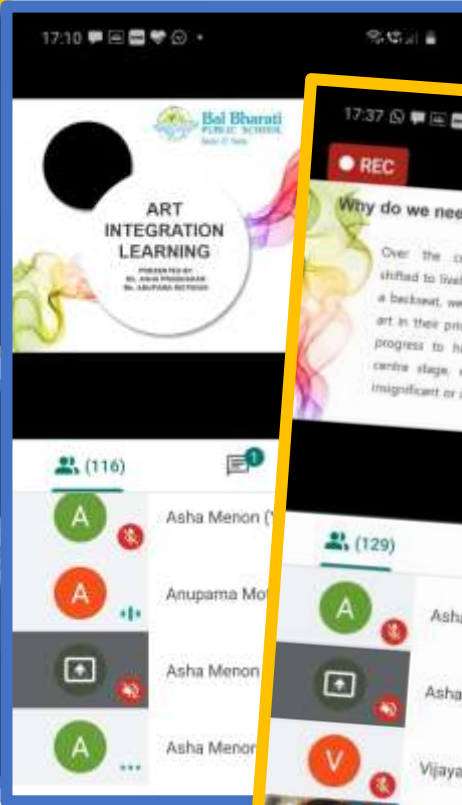 17:10
Bal Bharati
PUBLIC SCHOOL
ART
INTEGRATION
LEARNING
PRESENTED BY
(116)
1
A
Asha Menon (
A
Anupama Mo
Asha Menon
A
Asha Menon
17:37
REC
Why do we nee
Over the
shifted to
a backseat, we
art in their
progress to
centre stage,
insignificant or
(129)
A
Asha
Asha
V
Vijaya